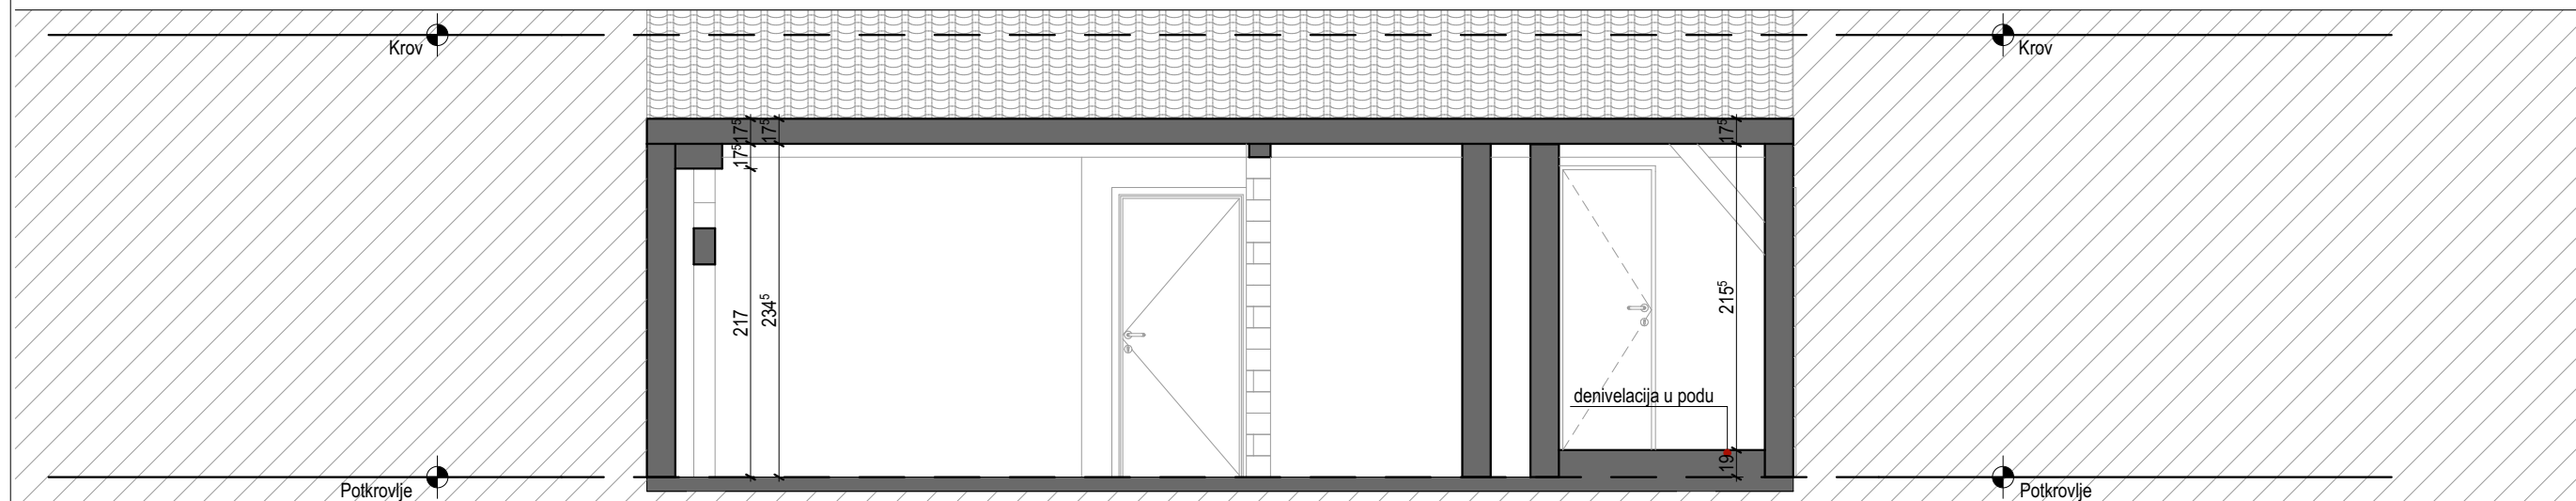 Krov
Krov
17⁵
17⁵
17⁵
17⁵
217
234⁵
215⁵
denivelacija u podu
19
Potkrovlje
Potkrovlje